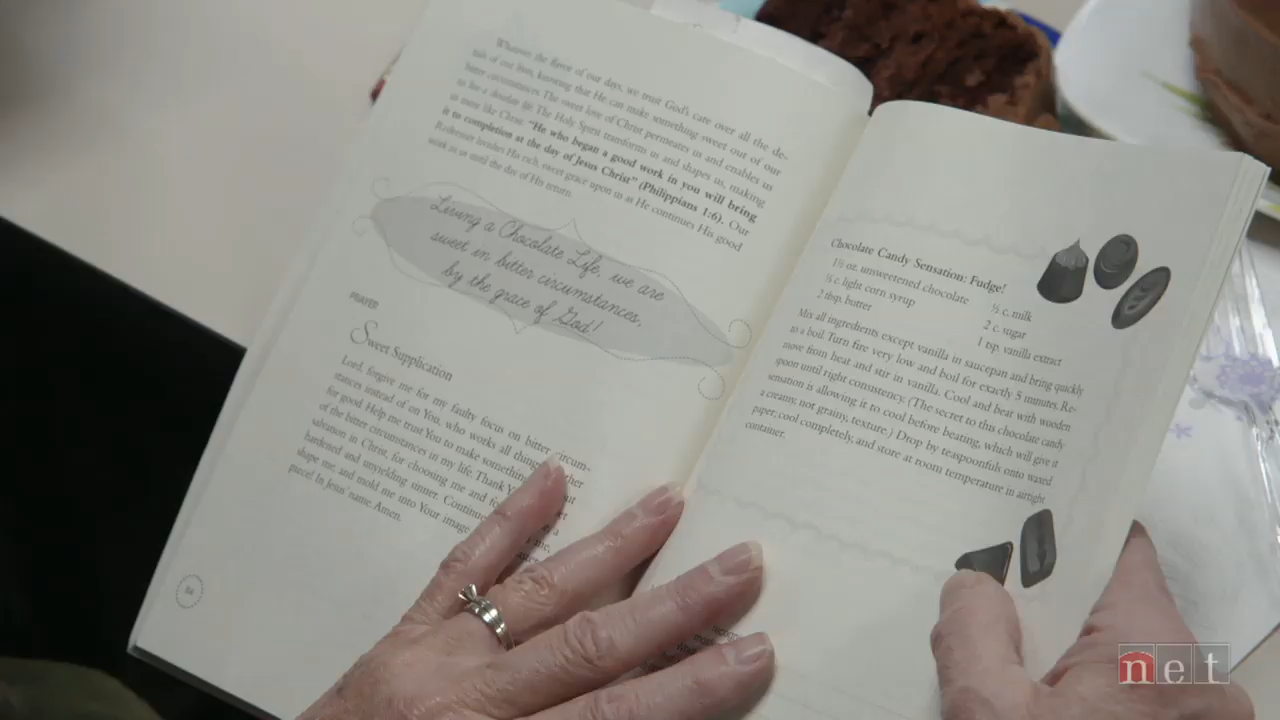 Whatever the flavor of our days, we trust God's care over all the de-
tails of our lives, knowing that He can make something sweet out of our
bitter circumstances. The sweet love of Christ permeates us and enables us
to live a chocolate life. The Holy Spirit transforms us and shapes us, making
us more like Christ. "He who began a good work in you will bring
it to completion at the day of Jesus Christ" (Philippians 1:6). Our
Redeemer lavishes His rich, sweet grace upon us as He continues His good
work in us until the day of His return.
Living a Chocolate Life, we are
sweet in bitter circumstances,
by the grace of God!
PRAYER
Sweet Supplication
Lord, forgive me for my faulty focus on bitter circum-
stances instead of on You, who works all things
for good. Help me trust You to make something
of the bitter circumstances in my life. Thank
salvation in Christ, for choosing me and
hardened and unyielding sinner. Continue
shape me, and mold me into Your image
piece! In Jesus' name. Amen.
84
Chocolate Candy Sensation: Fudge!
1½ oz. unsweetened chocolate ½ c. milk
c. light corn syrup 2 c. sugar
2 tbsp. butter 1 tsp. vanilla extract
Mix all ingredients except vanilla in saucepan and bring quickly
to a boil. Turn fire very low and boil for exactly 5 minutes. Re-
move from heat and stir in vanilla. Cool and beat with wooden
spoon until right consistency. (The secret to this chocolate candy
sensation is allowing it to cool before beating, which will give it
a creamy, not grainy, texture.) Drop by teaspoonfuls onto waxed
paper; cool completely, and store at room temperature in airtight
container.
net